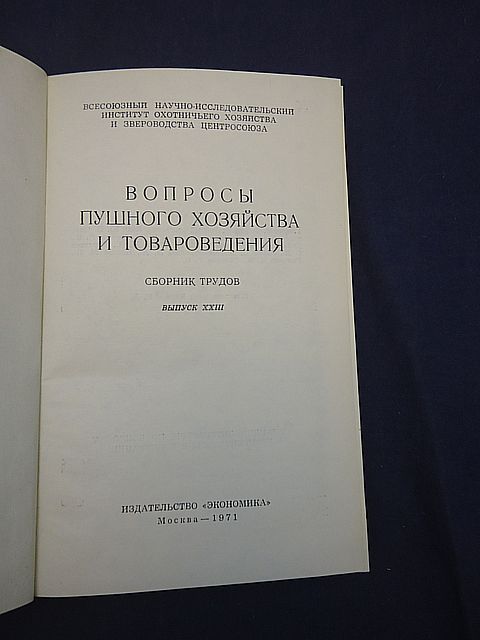 ВСЕСОЮЗНЫЙ НАУЧНО-ИССЛЕДОВАТЕЛЬСКИЙ
ИНСТИТУТ ОХОТНИЧЬЕГО ХОЗЯЙСТВА
И ЗВЕРОВОДСТВА ЦЕНТРОСОЮЗА
ВОПРОСЫ
ПУШНОГО ХОЗЯЙСТВА
И ТОВАРОВЕДЕНИЯ
СБОРНИК ТРУДОВ
ВЫПУСК XXIII
ИЗДАТЕЛЬСТВО «ЭКОНОМИКА»
Москва—1971